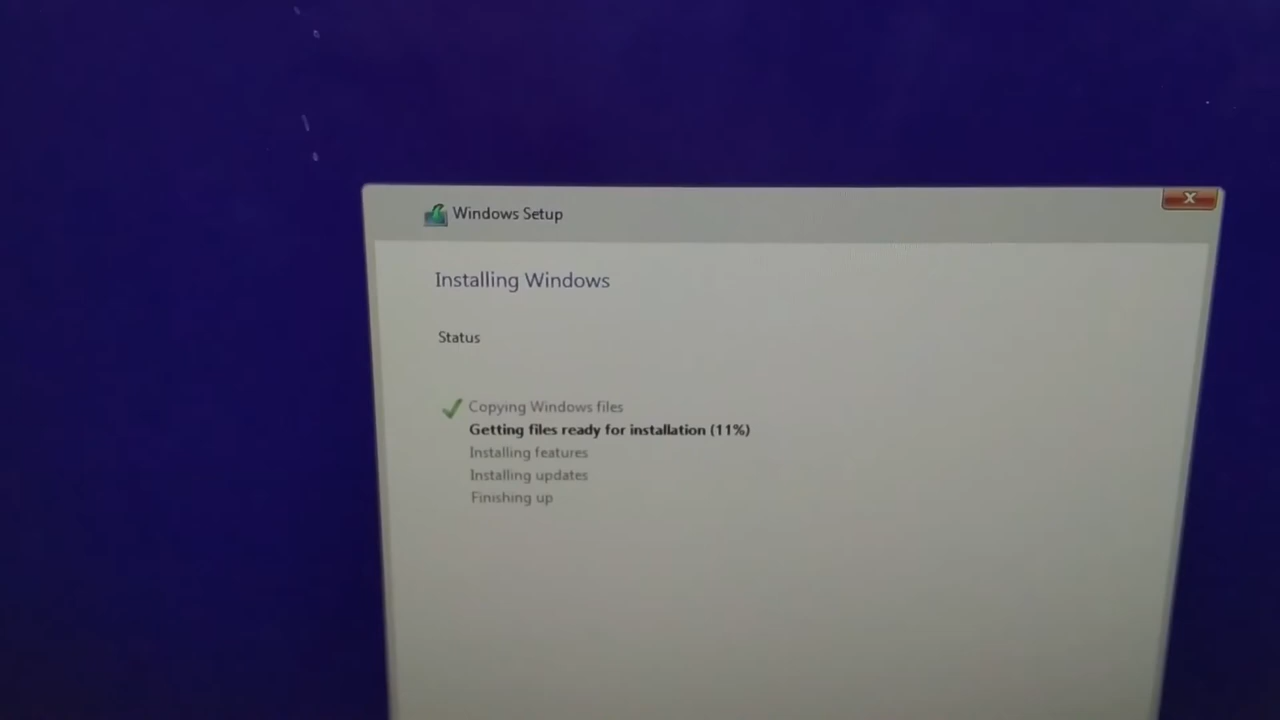 Windows Setup
Installing Windows
Status
Copying Windows files
Getting files ready for installation (11%)
Installing features
Installing updates
Finishing up